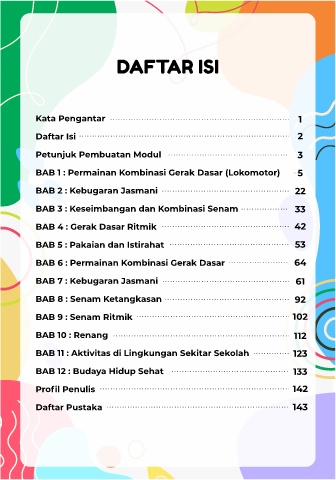 DAFTAR ISI
Kata Pengantar 1
Daftar Isi 2
Petunjuk Pembuatan Modul 3
BAB 1 : Permainan Kombinasi Gerak Dasar (Lokomotor) 5
BAB 2 : Kebugaran Jasmani 22
BAB 3 : Keseimbangan dan Kombinasi Senam 33
BAB 4 : Gerak Dasar Ritmik 42
BAB 5 : Pakaian dan Istirahat 53
BAB 6 : Permainan Kombinasi Gerak Dasar 64
BAB 7 : Kebugaran Jasmani 61
BAB 8 : Senam Ketangkasan 92
BAB 9 : Senam Ritmik 102
BAB 10 : Renang 112
BAB 11 : Aktivitas di Lingkungan Sekitar Sekolah 123
BAB 12 : Budaya Hidup Sehat 133
Profil Penulis 142
Daftar Pustaka 143